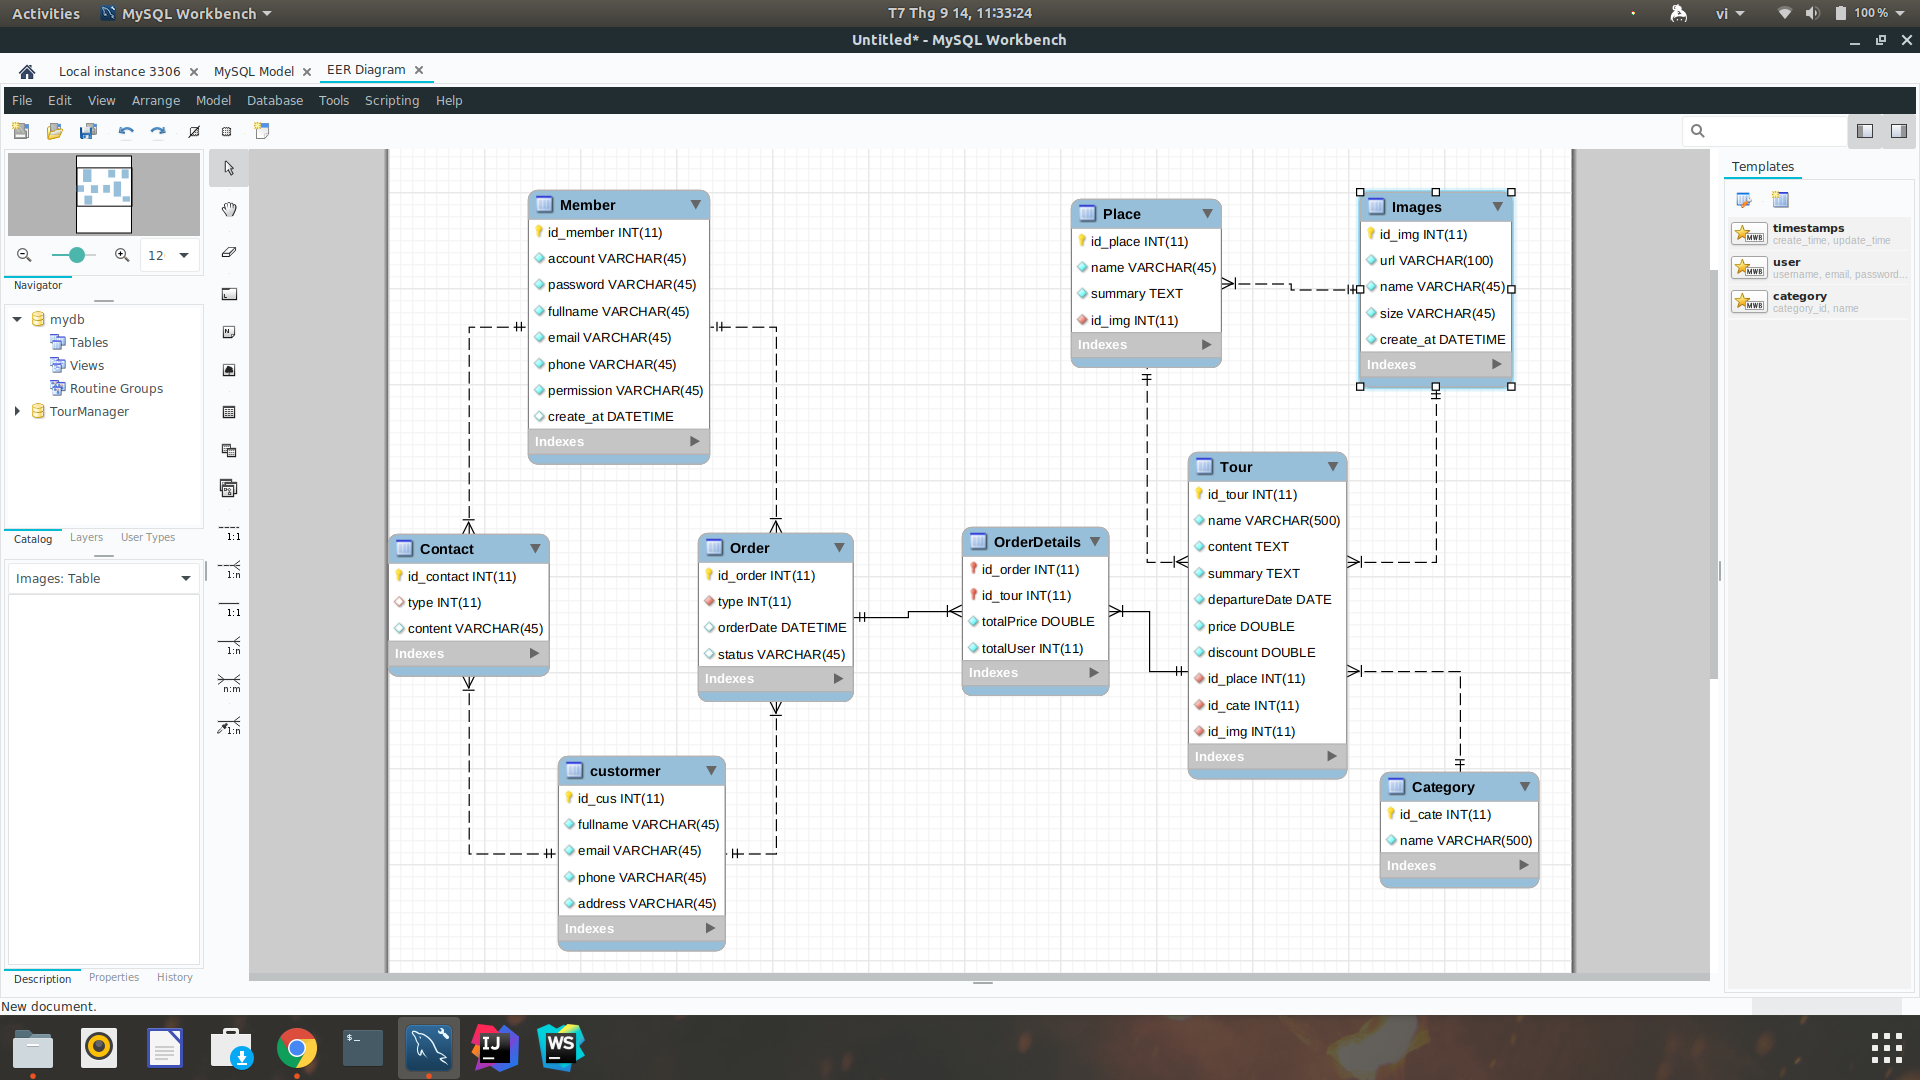 Activities
MySQL Workbench
T7 Thg 9 14, 11:33:24
vi
100 %
Untitled* - MySQL Workbench
Local instance 3306
MySQL Model
EER Diagram
File Edit View Arrange Model Database Tools Scripting Help
12
Navigator
mydb
Tables
Views
Routine Groups
TourManager
Catalog Layers User Types
Images: Table
Description Properties History
New document.
1:1
1:n
1:1
1:n
n:m
1:n
Member
id_member INT(11)
account VARCHAR(45)
password VARCHAR(45)
fullname VARCHAR(45)
email VARCHAR(45)
phone VARCHAR(45)
permission VARCHAR(45)
create_at DATETIME
Indexes
Place
id_place INT(11)
name VARCHAR(45)
summary TEXT
id_img INT(11)
Indexes
Images
id_img INT(11)
url VARCHAR(100)
name VARCHAR(45)
size VARCHAR(45)
create_at DATETIME
Indexes
Contact
id_contact INT(11)
type INT(11)
content VARCHAR(45)
Indexes
Order
id_order INT(11)
type INT(11)
orderDate DATETIME
status VARCHAR(45)
Indexes
OrderDetails
id_order INT(11)
id_tour INT(11)
totalPrice DOUBLE
totalUser INT(11)
Indexes
Tour
id_tour INT(11)
name VARCHAR(500)
content TEXT
summary TEXT
departureDate DATE
price DOUBLE
discount DOUBLE
id_place INT(11)
id_cate INT(11)
id_img INT(11)
Indexes
custormer
id_cus INT(11)
fullname VARCHAR(45)
email VARCHAR(45)
phone VARCHAR(45)
address VARCHAR(45)
Indexes
Category
id_cate INT(11)
name VARCHAR(500)
Indexes
Templates
MWB
timestamps
create_time, update_time
MWB
user
username, email, password...
MWB
category
category_id, name
$_
IJ
WS